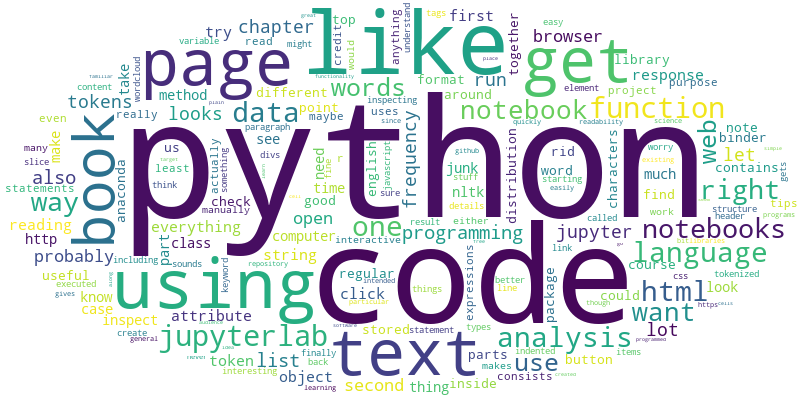 python
code
like
using
text
page
get
book
data
words
notebook
function
right
notebooks
language
html
want
analysis
use
jupyterlab
one
programming
way
web
frequency
tokens
looks
also
everything
probably
attribute
list
object
string
token
second
thing
inside
parts
button
lot
look
jupyter
let
find
much
contains
characters
distribution
nltk
junk
english
need
time
good
open
computer
regular
click
stored
expressions
package
course
could
link
word
rid
binder
note
tips
purpose
project
response
library
browser
together
run
first
anything
credit
top
try
chapter
read
variable
method
different
format
around
point
maybe
uses
see
us
class
check
part
http
reading
statements
make
take
even
many
slice
least
think
anaconda
really
actually
something
manually
paragraph
divs
wordcloud
content
familiar
might
would
understand
tags
easy
great
functionality
plain
place
since
inspecting
javascript
github
quickly
readability
science
element
worry
existing
simple
gets
structure
header
programs
tokenized
css
https
cells
programmed
work
called
starting
easily
stuff
details
either
result
interactive
sure
fine
r
keyword
including
sounds
repository
intended
particular
things
tree
better
line
statement
types
makes
though
indented
items
created
back
finally
software
learning
interesting
gives
executed
useful
know
case
inspect
create
general
audience
target
idea